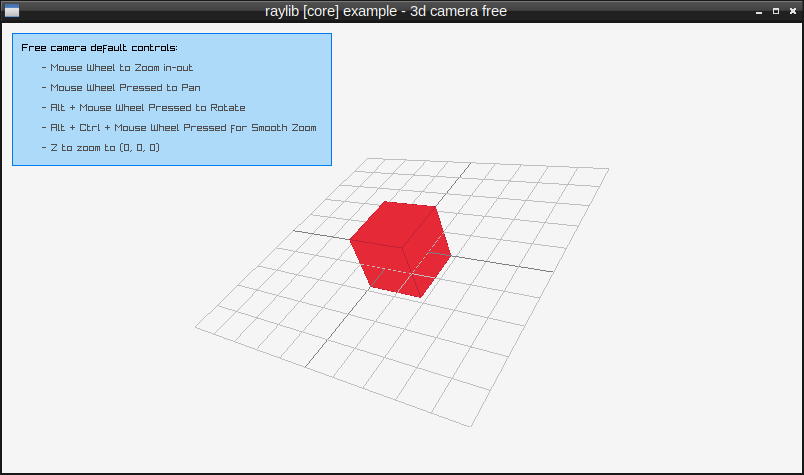 raylib [core] example - 3d camera free
Free camera default controls:
- Mouse Wheel to Zoom in-out
- Mouse Wheel Pressed to Pan
- Alt + Mouse Wheel Pressed to Rotate
- Alt + Ctrl + Mouse Wheel Pressed for Smooth Zoom
- Z to zoom to (0, 0, 0)